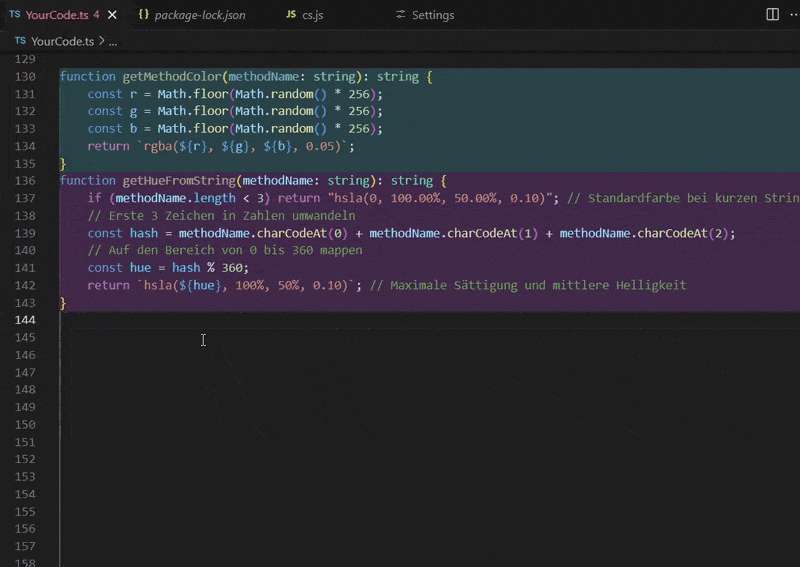 TS YourCode.ts 4 {} package-lock.json JS cs.js Settings
TS YourCode.ts > ...
129
130 function getMethodColor(methodName: string): string {
131 const r = Math.floor(Math.random() * 256);
132 const g = Math.floor(Math.random() * 256);
133 const b = Math.floor(Math.random() * 256);
134 return `rgba(${r}, ${g}, ${b}, 0.05)`;
135 }
136 function getHueFromString(methodName: string): string {
137 if (methodName.length < 3) return "hsla(0, 100.00%, 50.00%, 0.10)"; // Standardfarbe bei kurzen Strin
138 // Erste 3 Zeichen in Zahlen umwandeln
139 const hash = methodName.charCodeAt(0) + methodName.charCodeAt(1) + methodName.charCodeAt(2);
140 // Auf den Bereich von 0 bis 360 mappen
141 const hue = hash % 360;
142 return `hsla(${hue}, 100%, 50%, 0.10)`; // Maximale Sättigung und mittlere Helligkeit
143 }
144
145
146
147
148
149
150
151
152
153
154
155
156
157
158